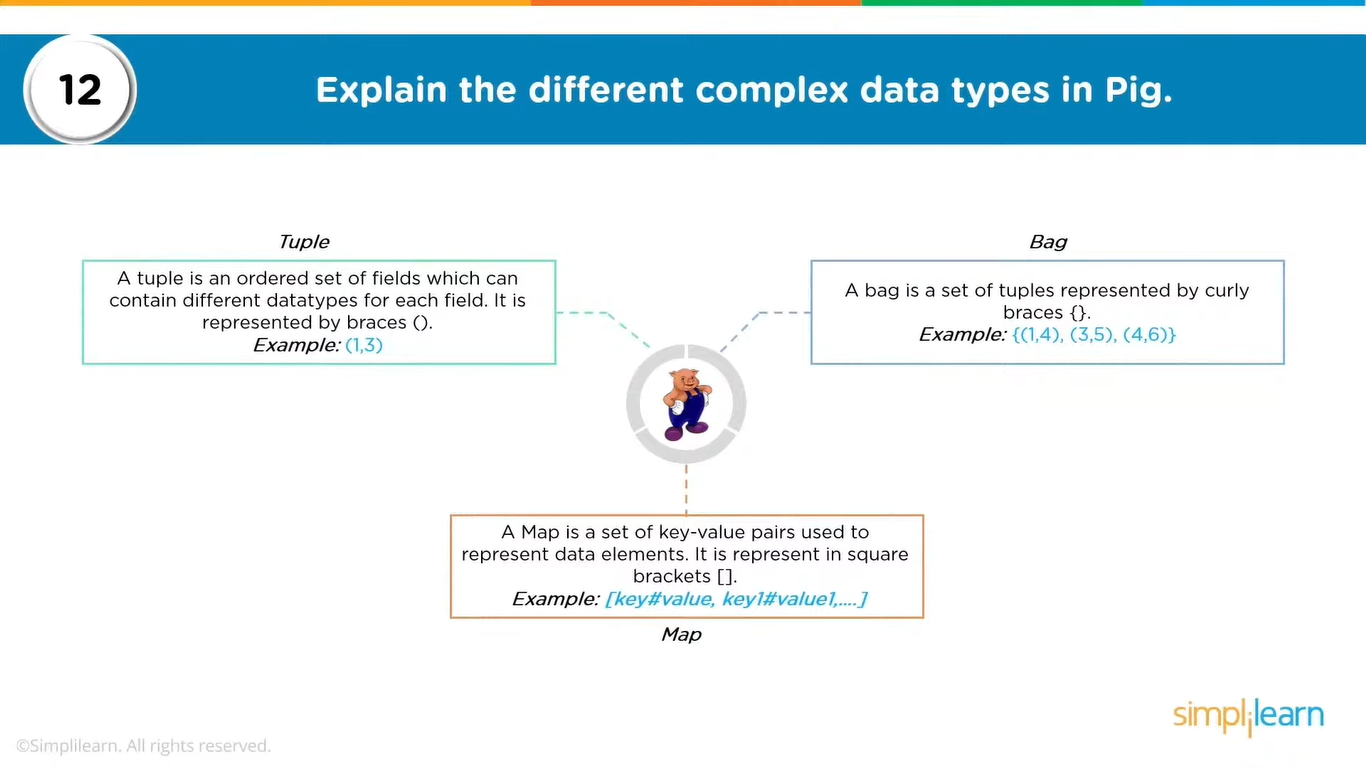 12
Explain the different complex data types in Pig.
Tuple
A tuple is an ordered set of fields which can
contain different datatypes for each field. It is
represented by braces ().
Example: (1,3)
Bag
A bag is a set of tuples represented by curly
braces {}.
Example: {(1,4), (3,5), (4,6)}
A Map is a set of key-value pairs used to
represent data elements. It is represent in square
brackets [].
Example: [key#value, key1#value1,....]
Map
simplilearn
©Simplilearn. All rights reserved.